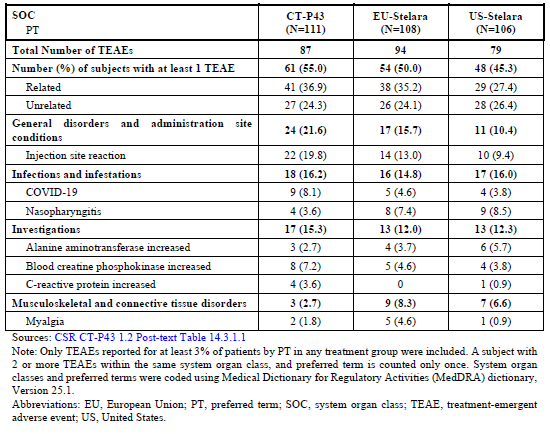 SOC CT-P43 EU-Stelara US-Stelara
PT (N=111) (N=108) (N=106)
Total Number of TEAEs 87 94 79
Number (%) of subjects with at least 1 TEAE 61 (55.0) 54 (50.0) 48 (45.3)
Related 41 (36.9) 38 (35.2) 29 (27.4)
Unrelated 27 (24.3) 26 (24.1) 28 (26.4)
General disorders and administration site
conditions 24 (21.6) 17 (15.7) 11 (10.4)
Injection site reaction 22 (19.8) 14 (13.0) 10 (9.4)
Infections and infestations 18 (16.2) 16 (14.8) 17 (16.0)
COVID-19 9 (8.1) 5 (4.6) 4 (3.8)
Nasopharyngitis 4 (3.6) 8 (7.4) 9 (8.5)
Investigations 17 (15.3) 13 (12.0) 13 (12.3)
Alanine aminotransferase increased 3 (2.7) 4 (3.7) 6 (5.7)
Blood creatine phosphokinase increased 8 (7.2) 5 (4.6) 4 (3.8)
C-reactive protein increased 4 (3.6) 0 1 (0.9)
Musculoskeletal and connective tissue disorders 3 (2.7) 9 (8.3) 7 (6.6)
Myalgia 2 (1.8) 5 (4.6) 1 (0.9)
Sources: CSR CT-P43 1.2 Post-text Table 14.3.1.1
Note: Only TEAEs reported for at least 3% of patients by PT in any treatment group were included. A subject with
2 or more TEAEs within the same system organ class, and preferred term is counted only once. System organ
classes and preferred terms were coded using Medical Dictionary for Regulatory Activities (MedDRA) dictionary,
Version 25.1.
Abbreviations: EU, European Union; PT, preferred term; SOC, system organ class; TEAE, treatment-emergent
adverse event; US, United States.